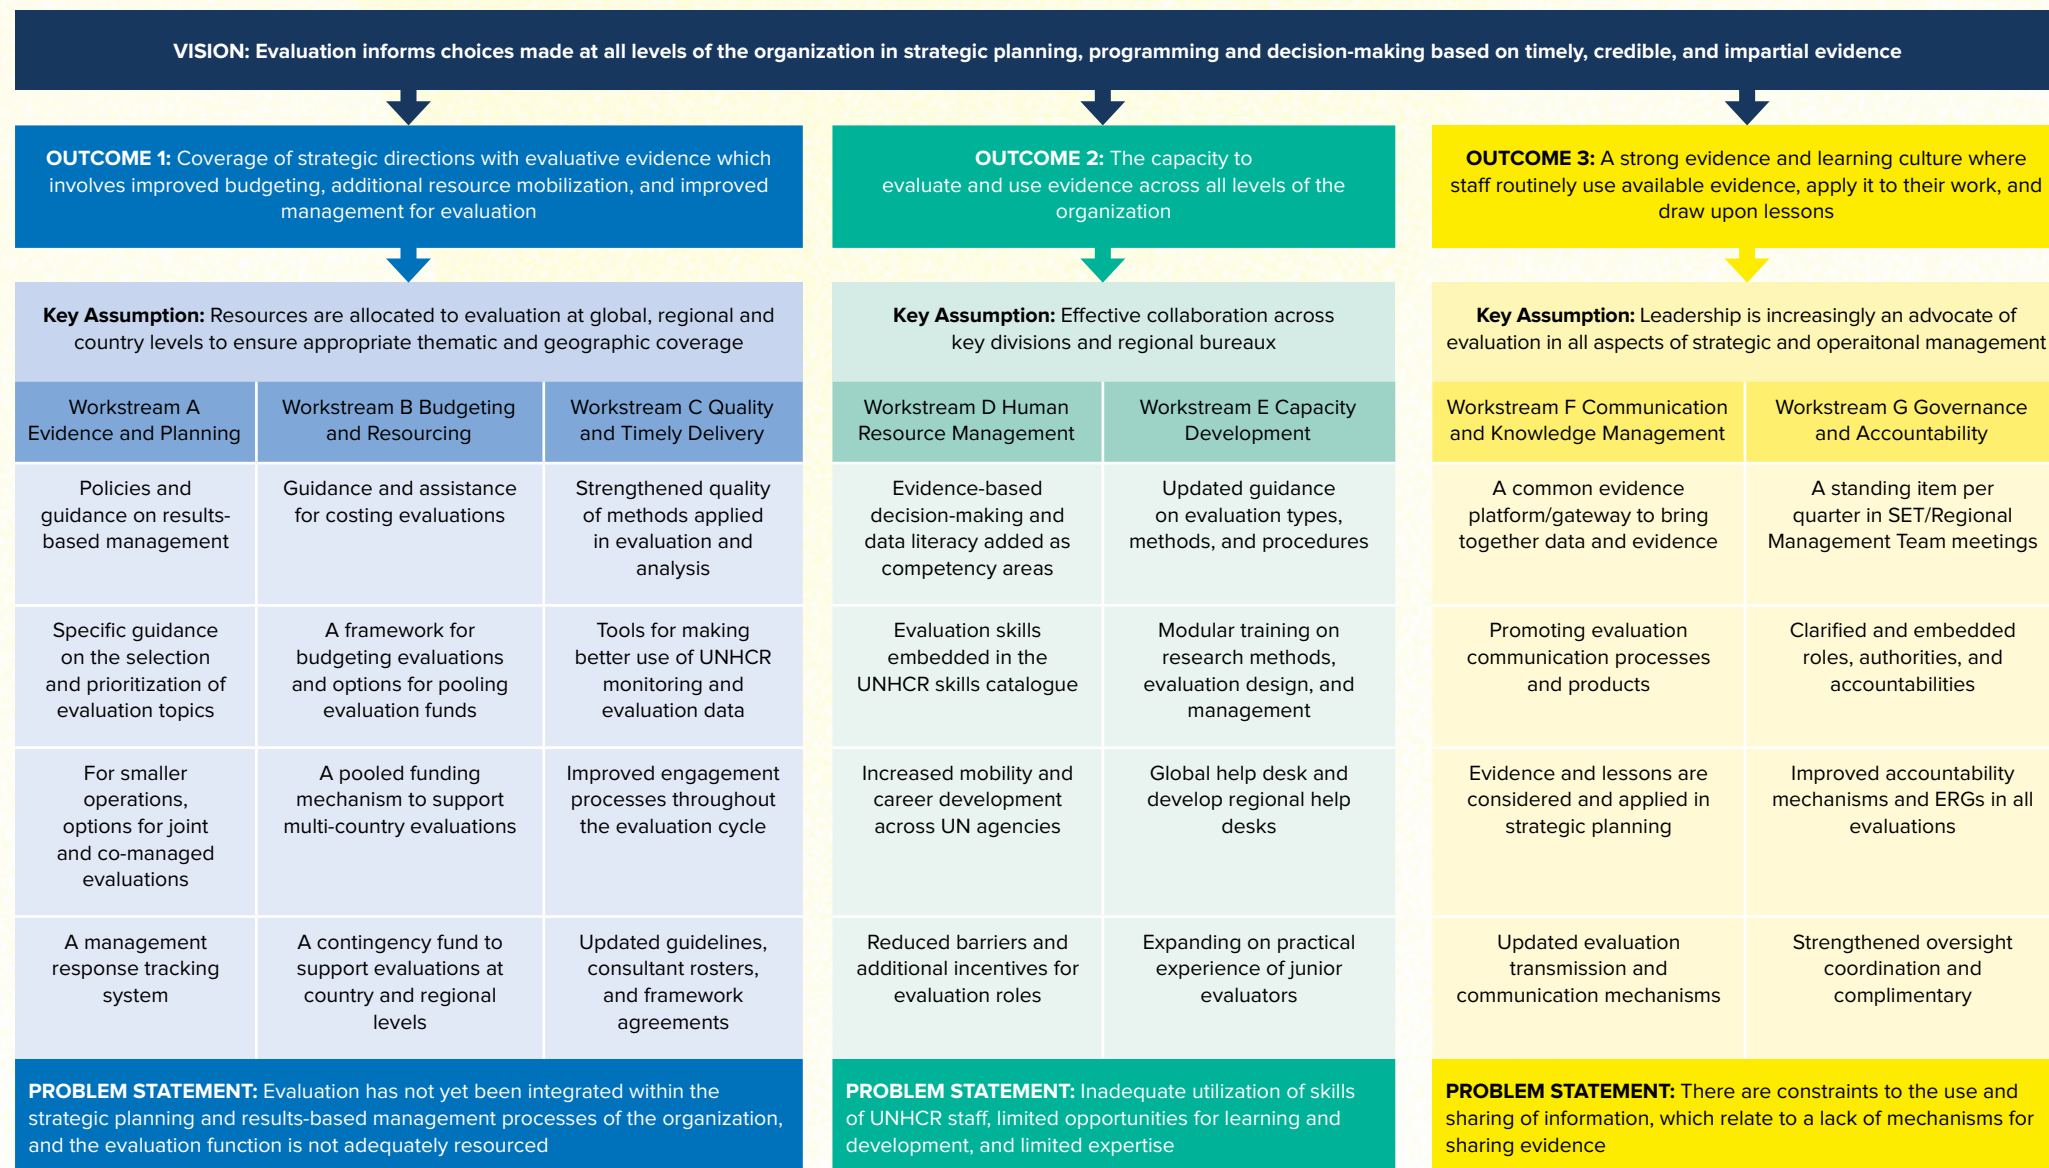 VISION: Evaluation informs choices made at all levels of the organization in strategic planning, programming and decision-making based on timely, credible, and impartial evidence
OUTCOME 1: Coverage of strategic directions with evaluative evidence which
involves improved budgeting, additional resource mobilization, and improved
management for evaluation
Key Assumption: Resources are allocated to evaluation at global, regional and
country levels to ensure appropriate thematic and geographic coverage
Workstream A
Evidence and Planning
Policies and
guidance on results-
based management
Specific guidance
on the selection
and prioritization of
evaluation topics
For smaller
operations,
options for joint
and co-managed
evaluations
A management
response tracking
system
Workstream B Budgeting
and Resourcing
Guidance and assistance
for costing evaluations
A framework for
budgeting evaluations
and options for pooling
evaluation funds
A pooled funding
mechanism to support
multi-country evaluations
A contingency fund to
support evaluations at
country and regional
levels
Workstream C Quality
and Timely Delivery
Strengthened quality
of methods applied
in evaluation and
analysis
Tools for making
better use of UNHCR
monitoring and
evaluation data
Improved engagement
processes throughout
the evaluation cycle
Updated guidelines,
consultant rosters,
and framework
agreements
PROBLEM STATEMENT: Evaluation has not yet been integrated within the
strategic planning and results-based management processes of the organization,
and the evaluation function is not adequately resourced
OUTCOME 2: The capacity to
evaluate and use evidence across all levels of the
organization
Key Assumption: Effective collaboration across
key divisions and regional bureaux
Workstream D Human
Resource Management
Evidence-based
decision-making and
data literacy added as
competency areas
Evaluation skills
embedded in the
UNHCR skills catalogue
Increased mobility and
career development
across UN agencies
Reduced barriers and
additional incentives for
evaluation roles
Workstream E Capacity
Development
Updated guidance
on evaluation types,
methods, and procedures
Modular training on
research methods,
evaluation design, and
management
Global help desk and
develop regional help
desks
Expanding on practical
experience of junior
evaluators
PROBLEM STATEMENT: Inadequate utilization of skills
of UNHCR staff, limited opportunities for learning and
development, and limited expertise
OUTCOME 3: A strong evidence and learning culture where
staff routinely use available evidence, apply it to their work, and
draw upon lessons
Key Assumption: Leadership is increasingly an advocate of
evaluation in all aspects of strategic and operaitonal management
Workstream F Communication
and Knowledge Management
A common evidence
platform/gateway to bring
together data and evidence
Promoting evaluation
communication processes
and products
Evidence and lessons are
considered and applied in
strategic planning
Updated evaluation
transmission and
communication mechanisms
Workstream G Governance
and Accountability
A standing item per
quarter in SET/Regional
Management Team meetings
Clarified and embedded
roles, authorities, and
accountabilities
Improved accountability
mechanisms and ERGs in all
evaluations
Strengthened oversight
coordination and
complimentary
PROBLEM STATEMENT: There are constraints to the use and
sharing of information, which relate to a lack of mechanisms for
sharing evidence